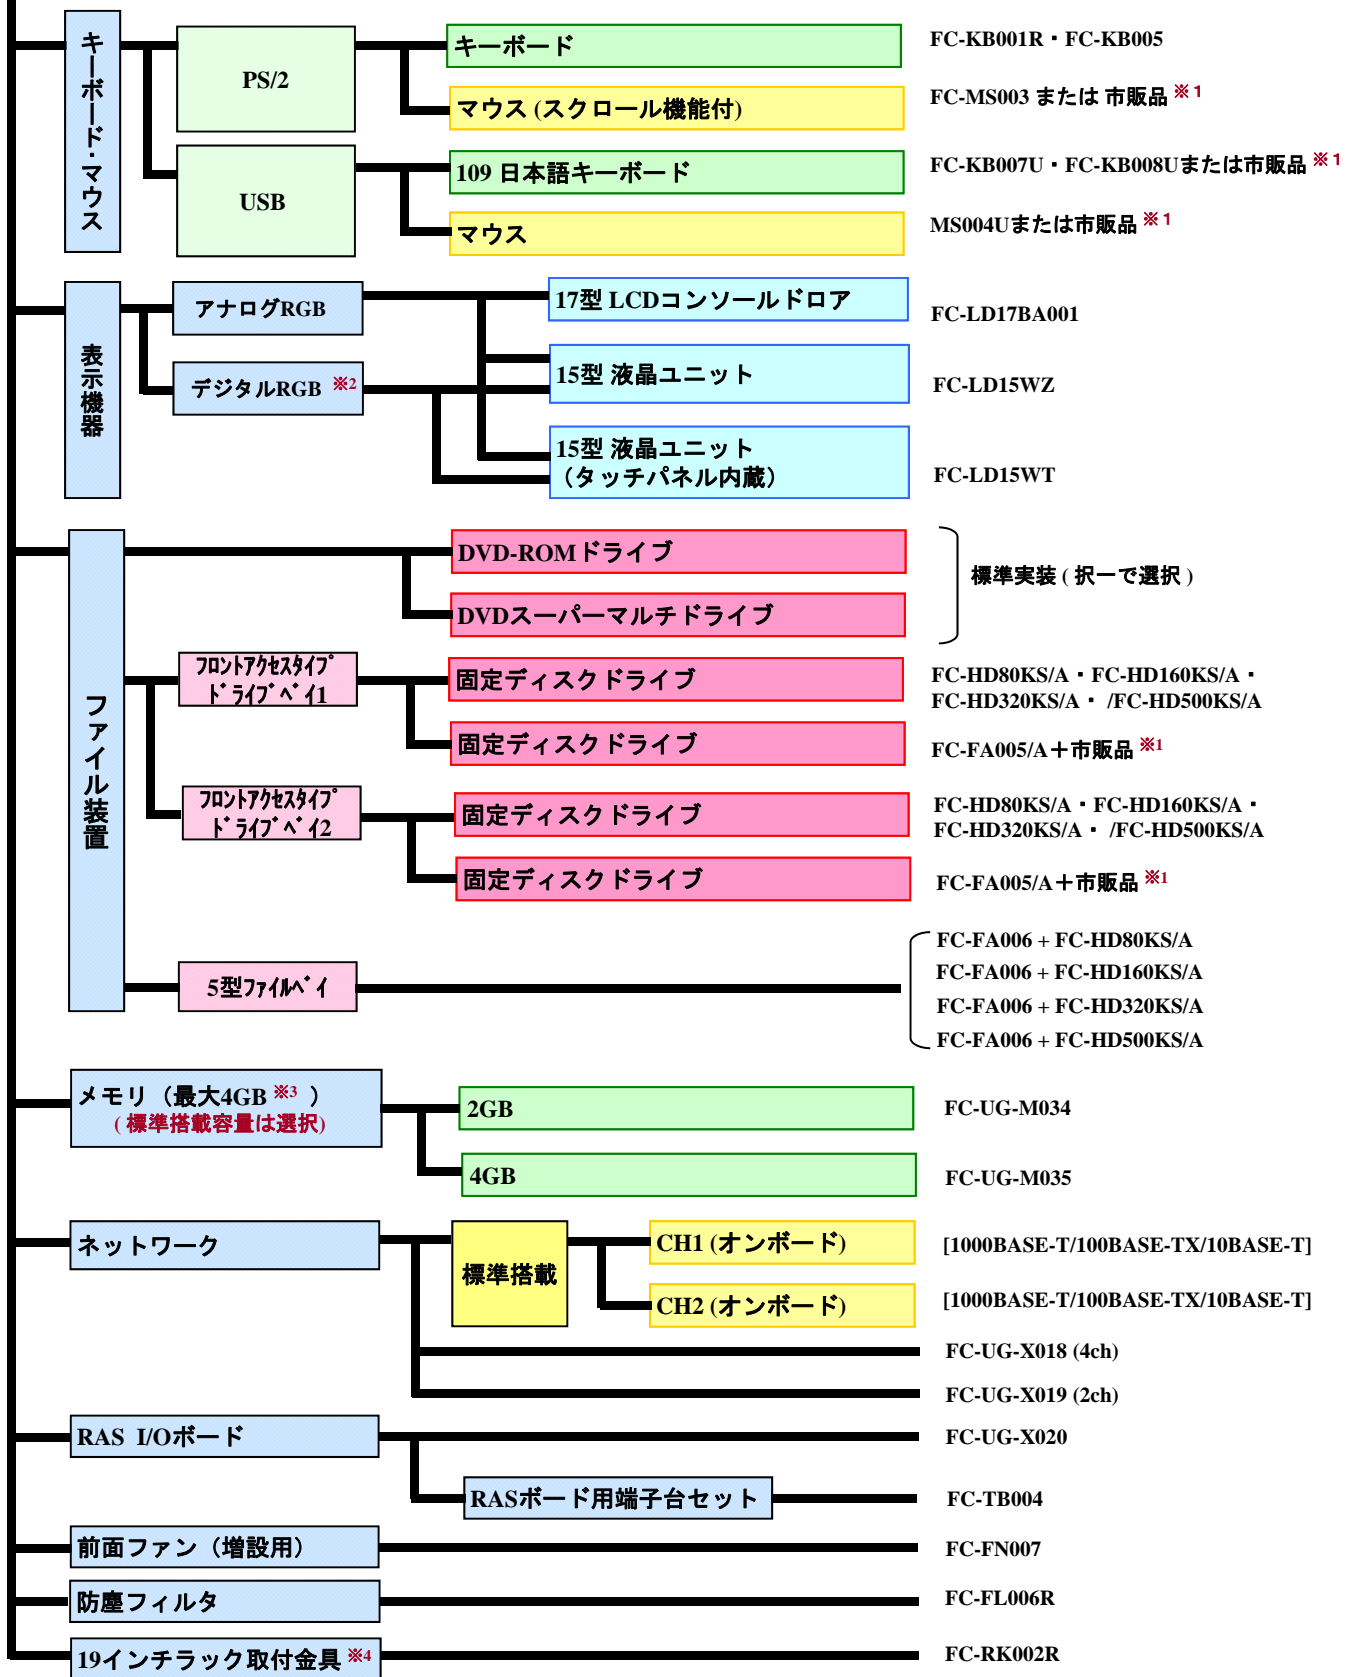 キーボード・マウス
PS/2
キーボード
FC-KB001R・FC-KB005
マウス (スクロール機能付)
FC-MS003 または 市販品 ※1
USB
109 日本語キーボード
FC-KB007U・FC-KB008Uまたは市販品 ※1
マウス
MS004Uまたは市販品 ※1
表示機器
アナログRGB
17型 LCDコンソールドロア
FC-LD17BA001
デジタルRGB ※2
15型 液晶ユニット
FC-LD15WZ
15型 液晶ユニット
（タッチパネル内蔵）
FC-LD15WT
ファイル装置
DVD-ROMドライブ
DVDスーパーマルチドライブ
標準実装 ( 択一で選択 )
ﾌﾛﾝﾄｱｸｾｽﾀｲﾌﾟ
ﾄﾞﾗｲﾌﾞﾍﾞｲ1
固定ディスクドライブ
FC-HD80KS/A・FC-HD160KS/A・
FC-HD320KS/A・ /FC-HD500KS/A
固定ディスクドライブ
FC-FA005/A＋市販品 ※1
ﾌﾛﾝﾄｱｸｾｽﾀｲﾌﾟ
ﾄﾞﾗｲﾌﾞﾍﾞｲ2
固定ディスクドライブ
FC-HD80KS/A・FC-HD160KS/A・
FC-HD320KS/A・ /FC-HD500KS/A
固定ディスクドライブ
FC-FA005/A＋市販品 ※1
5型ﾌｧｲﾙﾍﾞｲ
FC-FA006 + FC-HD80KS/A
FC-FA006 + FC-HD160KS/A
FC-FA006 + FC-HD320KS/A
FC-FA006 + FC-HD500KS/A
メモリ（最大4GB ※3 ）
( 標準搭載容量は選択)
2GB
FC-UG-M034
4GB
FC-UG-M035
ネットワーク
標準搭載
CH1 (オンボード)
[1000BASE-T/100BASE-TX/10BASE-T]
CH2 (オンボード)
[1000BASE-T/100BASE-TX/10BASE-T]
FC-UG-X018 (4ch)
FC-UG-X019 (2ch)
RAS I/Oボード
FC-UG-X020
RASボード用端子台セット
FC-TB004
前面ファン（増設用）
FC-FN007
防塵フィルタ
FC-FL006R
19インチラック取付金具 ※4
FC-RK002R